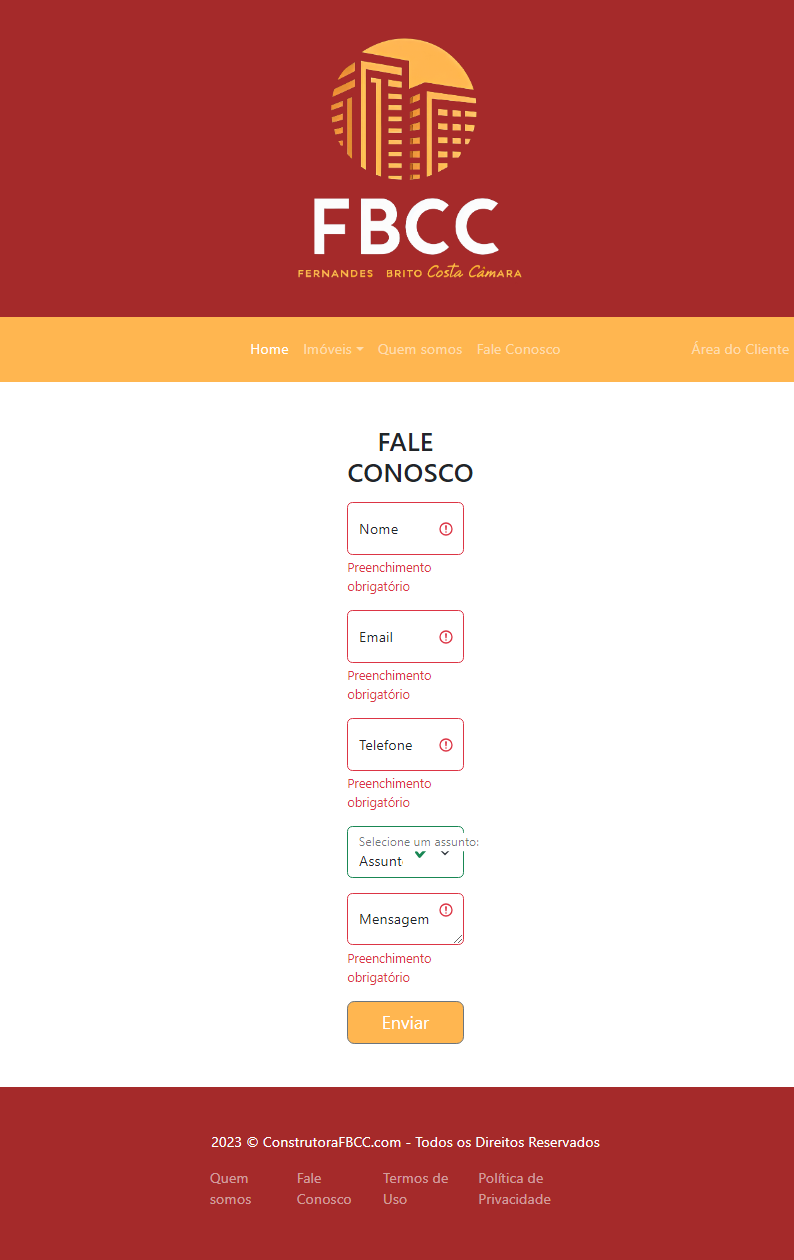 FBCC
FERNANDES BRITO Costa CâmARA
Home Imóveis Quem somos Fale Conosco Área do Cliente
FALE
CONOSCO
Nome
Preenchimento
obrigatório
Email
Preenchimento
obrigatório
Telefone
Preenchimento
obrigatório
Selecione um assunto:
Assunt
Mensagem
Preenchimento
obrigatório
Enviar
2023 © ConstrutoraFBCC.com - Todos os Direitos Reservados
Quem somos
Fale Conosco
Termos de Uso
Política de Privacidade